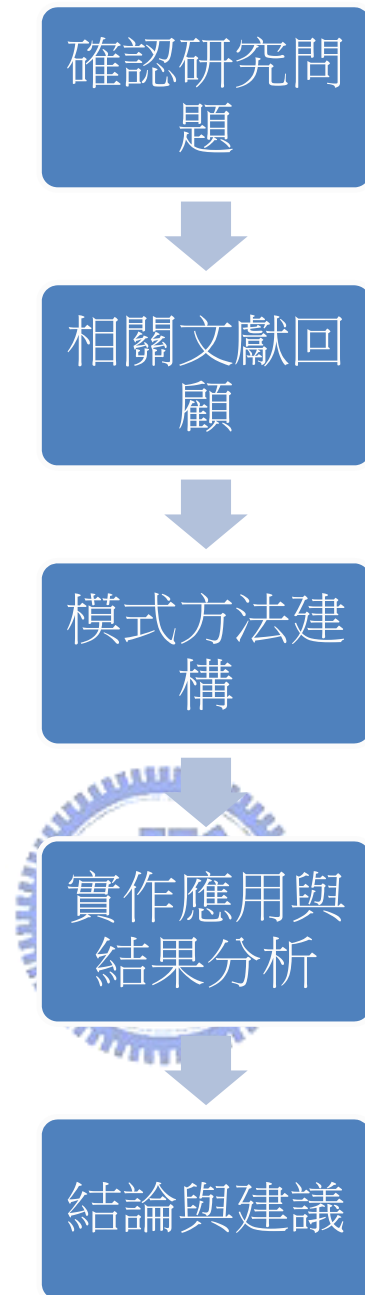 確認研究問
題
相關文獻回
顧
模式方法建
構
實作應用與
結果分析
結論與建議